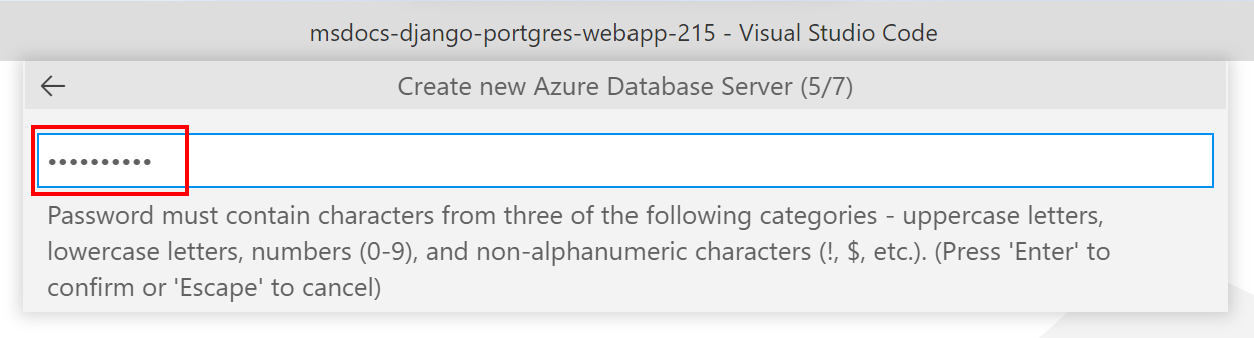 msdocs-django-portgres-webapp-215 - Visual Studio Code
Create new Azure Database Server (5/7)
••••••••••
Password must contain characters from three of the following categories - uppercase letters,
lowercase letters, numbers (0-9), and non-alphanumeric characters (!, $, etc.). (Press 'Enter' to
confirm or 'Escape' to cancel)